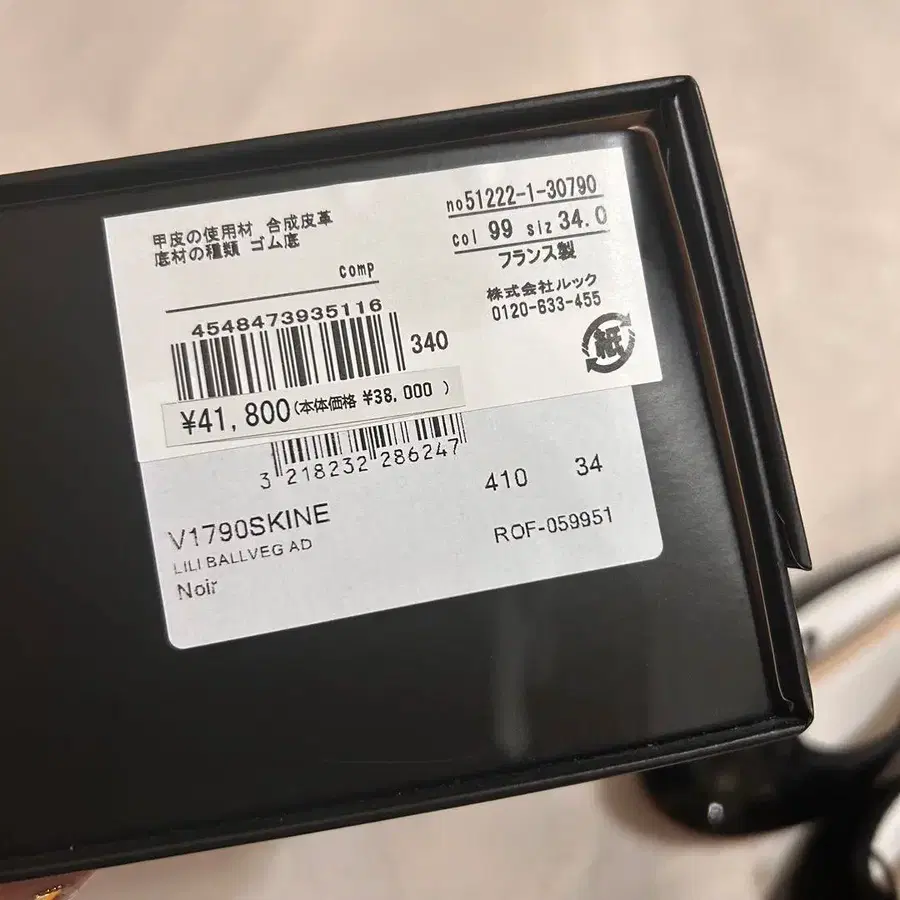 甲皮の使用材 合成皮革
底材の種類 ゴム底
comp
4548473935116
340
¥41,800(本体価格 ¥38,000 )
no51222-1-30790
col 99 siz 34.0
フランス製
株式会社ルック
0120-633-455
紙
3 218232 286247
410 34
V1790SKINE
LILI BALLVEG AD
Noir
ROF-059951